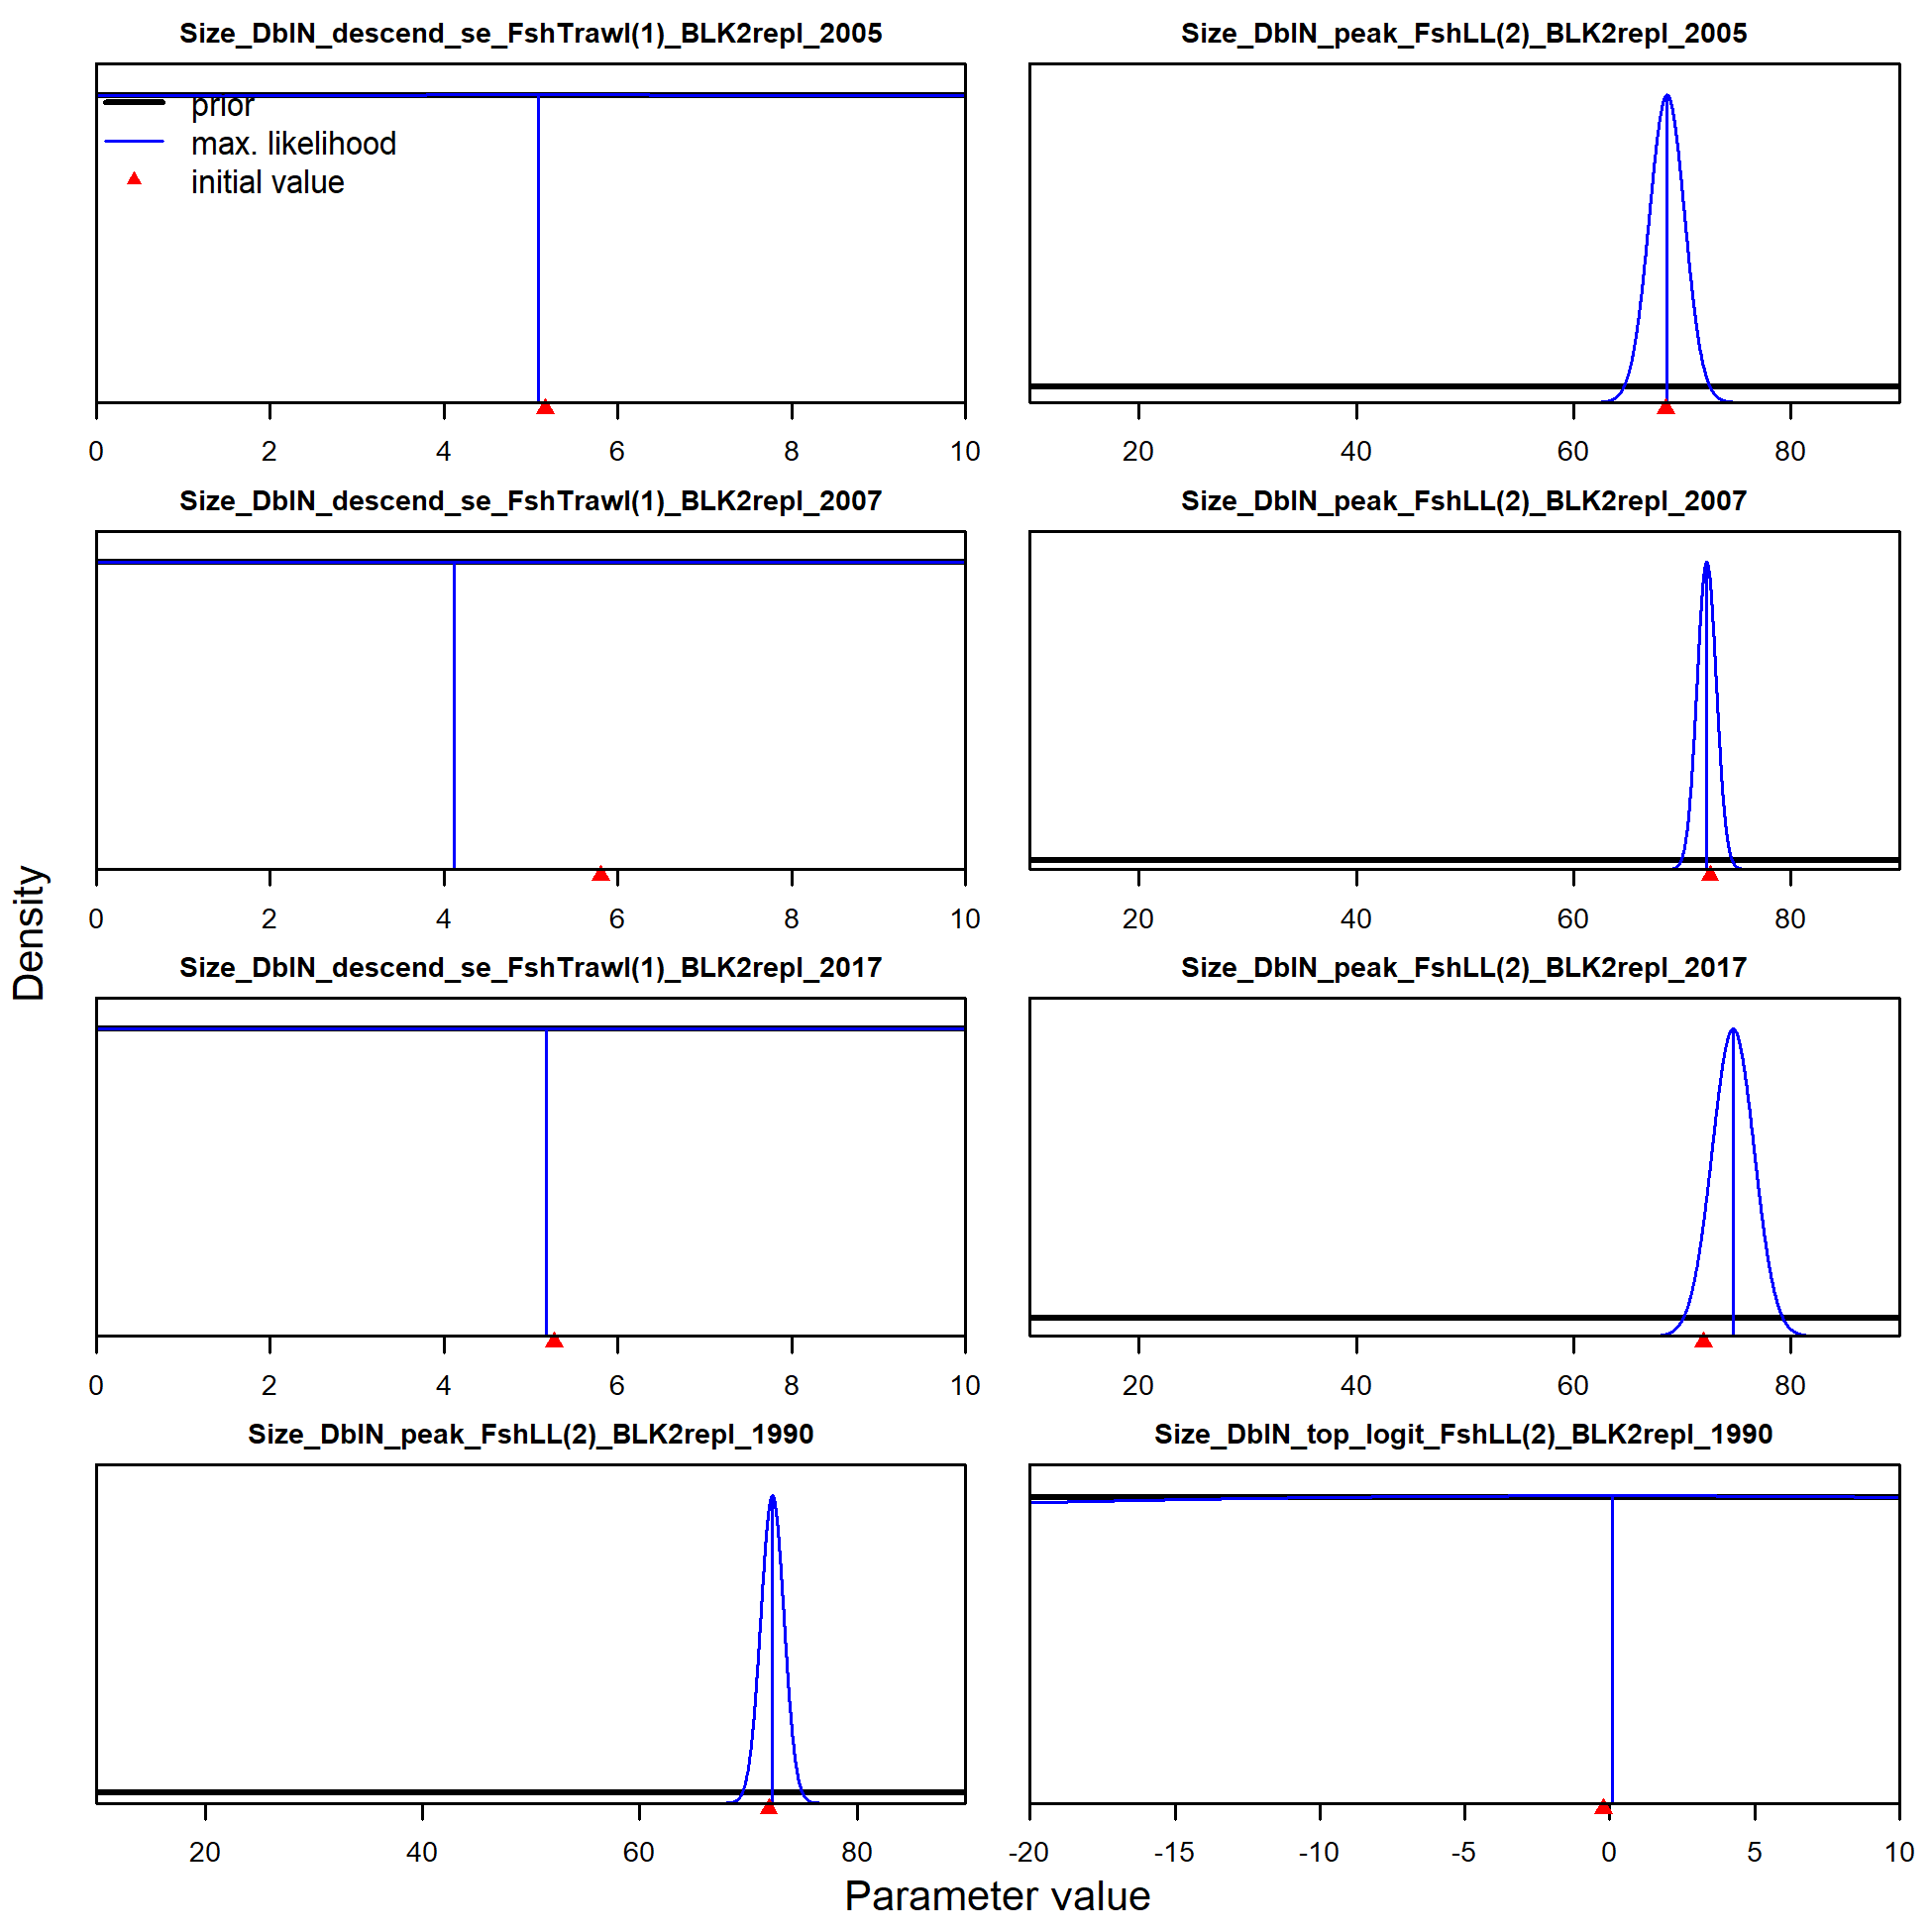 Size_DblN_descend_se_FshTrawl(1)_BLK2repl_2005
prior
max. likelihood
initial value
0 2 4 6 8 10
Size_DblN_peak_FshLL(2)_BLK2repl_2005
20 40 60 80
Size_DblN_descend_se_FshTrawl(1)_BLK2repl_2007
0 2 4 6 8 10
Size_DblN_peak_FshLL(2)_BLK2repl_2007
20 40 60 80
Size_DblN_descend_se_FshTrawl(1)_BLK2repl_2017
0 2 4 6 8 10
Size_DblN_peak_FshLL(2)_BLK2repl_2017
20 40 60 80
Size_DblN_peak_FshLL(2)_BLK2repl_1990
20 40 60 80
Size_DblN_top_logit_FshLL(2)_BLK2repl_1990
-20 -15 -10 -5 0 5 10
Density
Parameter value